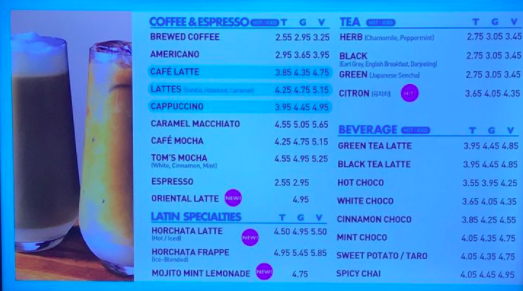 COFFEE & ESPRESSO HOT / ICED T G V
BREWED COFFEE 2.55 2.95 3.25
AMERICANO 2.95 3.65 3.95
CAFÉ LATTE 3.85 4.35 4.75
LATTES (Vanilla, Hazelnut, Caramel) 4.25 4.75 5.15
CAPPUCCINO 3.95 4.45 4.95
CARAMEL MACCHIATO 4.55 5.05 5.65
CAFÉ MOCHA 4.25 4.75 5.15
TOM'S MOCHA 4.55 4.95 5.25
(White, Cinnamon, Mint)
ESPRESSO 2.55 2.95
ORIENTAL LATTE NEW! 4.95
LATIN SPECIALTIES T G V
HORCHATA LATTE NEW! 4.50 4.95 5.50
(Hot / Iced)
HORCHATA FRAPPE 4.95 5.45 5.85
(Ice-Blended)
MOJITO MINT LEMONADE NEW! 4.75
TEA HOT / ICED T G V
HERB (Chamomile, Peppermint) 2.75 3.05 3.45
BLACK 2.75 3.05 3.45
(Earl Grey, English Breakfast, Darjeeling)
GREEN (Japanese Sencha) 2.75 3.05 3.45
CITRON 3.65 4.05 4.35
BEVERAGE HOT / ICED T G V
GREEN TEA LATTE 3.95 4.45 4.85
BLACK TEA LATTE 3.95 4.45 4.85
HOT CHOCO 3.55 3.95 4.25
WHITE CHOCO 3.65 4.05 4.35
CINNAMON CHOCO 3.85 4.25 4.55
MINT CHOCO 4.05 4.35 4.75
SWEET POTATO / TARO 4.05 4.35 4.75
SPICY CHAI 4.05 4.45 4.95